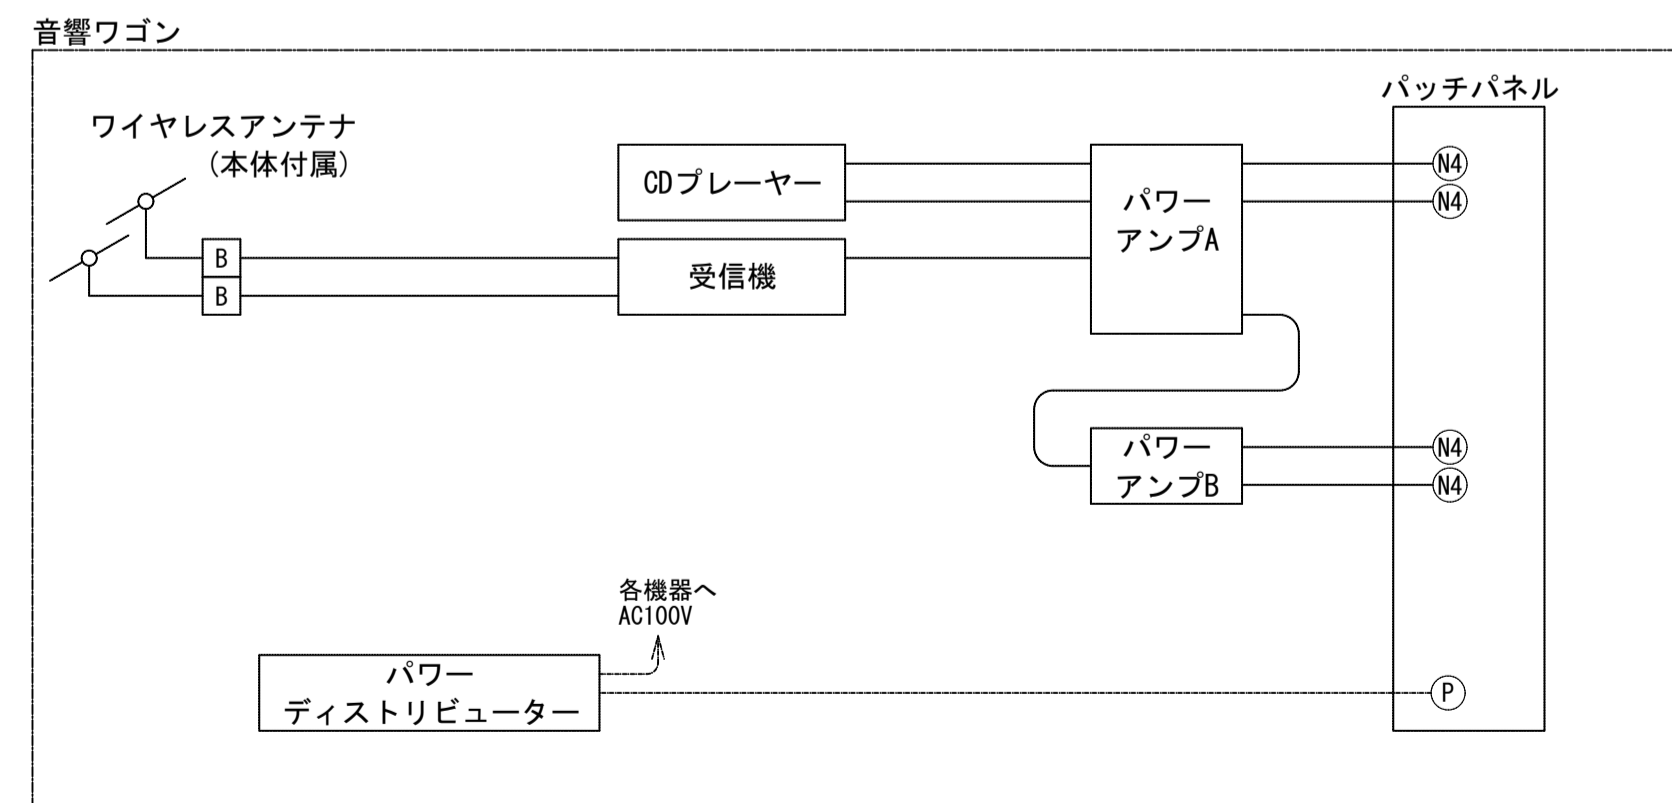 音響ワゴン
パッチパネル
ワイヤレスアンテナ
(本体付属)
CDプレーヤー
パワー
アンプA
N4
N4
B
受信機
B
パワー
アンプB
N4
N4
各機器へ
AC100V
パワー
ディストリビューター
P